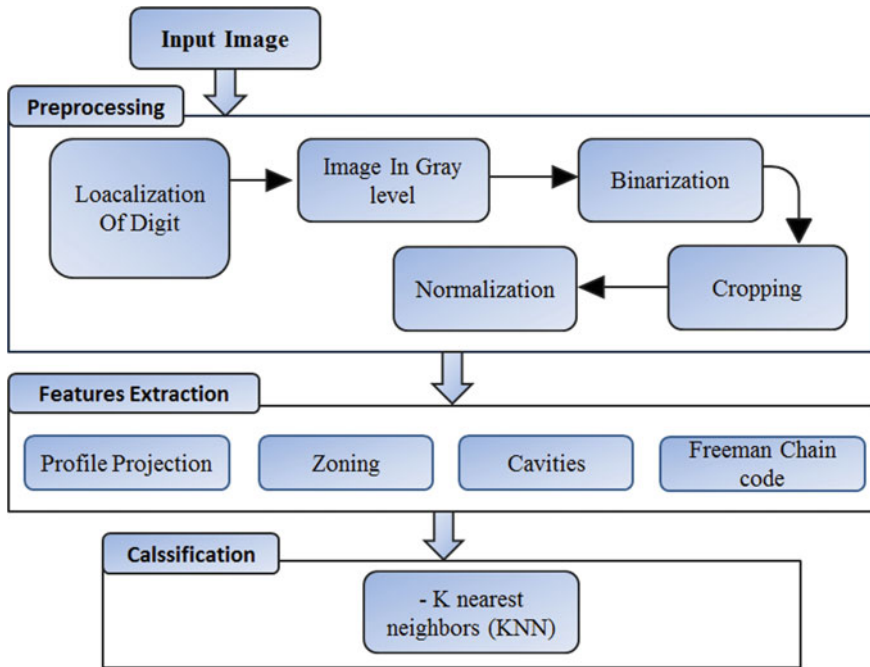 Input Image
Preprocessing
Loacalization
Of Digit
Image In Gray
level
Binarization
Cropping
Normalization
Features Extraction
Profile Projection
Zoning
Cavities
Freeman Chain
code
Calssification
- K nearest
neighbors (KNN)